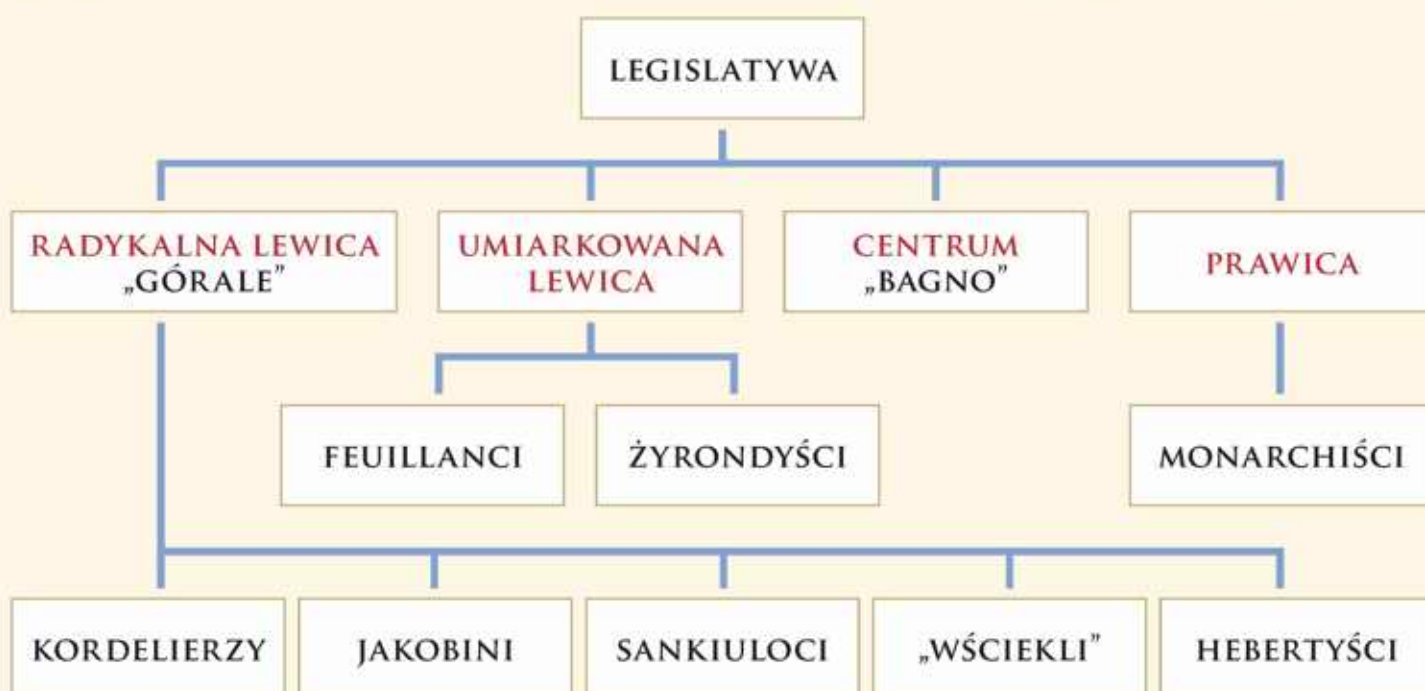 LEGISLATYWA
RADYKALNA LEWICA
„GÓRALE”
UMIARKOWANA
LEWICA
CENTRUM
„BAGNO”
PRAWICA
FEUILLANCI
ŻYRONDYŚCI
MONARCHIŚCI
KORDELIERZY
JAKOBINI
SANKIULOCI
„WŚCIEKLI”
HEBERTYŚCI